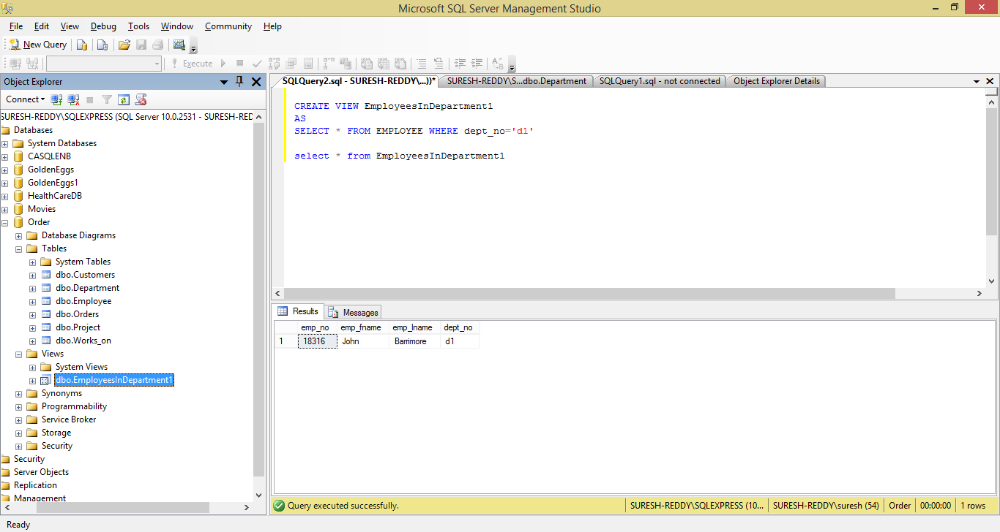 Microsoft SQL Server Management Studio
File Edit View Debug Tools Window Community Help
New Query
Execute
Object Explorer
SQLQuery2.sql - SURESH-REDDY\...))* SURESH-REDDY\S...dbo.Department SQLQuery1.sql - not connected Object Explorer Details
Connect
SURESH-REDDY\SQLEXPRESS (SQL Server 10.0.2531 - SURESH-RED
Databases
System Databases
CASQLENB
GoldenEggs
GoldenEggs1
HealthCareDB
Movies
Order
Database Diagrams
Tables
System Tables
dbo.Customers
dbo.Department
dbo.Employee
dbo.Orders
dbo.Project
dbo.Works_on
Views
System Views
dbo.EmployeesInDepartment1
Synonyms
Programmability
Service Broker
Storage
Security
Security
Server Objects
Replication
Management
CREATE VIEW EmployeesInDepartment1
AS
SELECT * FROM EMPLOYEE WHERE dept_no='d1'
select * from EmployeesInDepartment1
Results Messages
emp_no emp_fname emp_lname dept_no
1 18316 John Barrimore d1
Query executed successfully. SURESH-REDDY\SQLEXPRESS (10... SURESH-REDDY\suresh (54) Order 00:00:00 1 rows
Ready